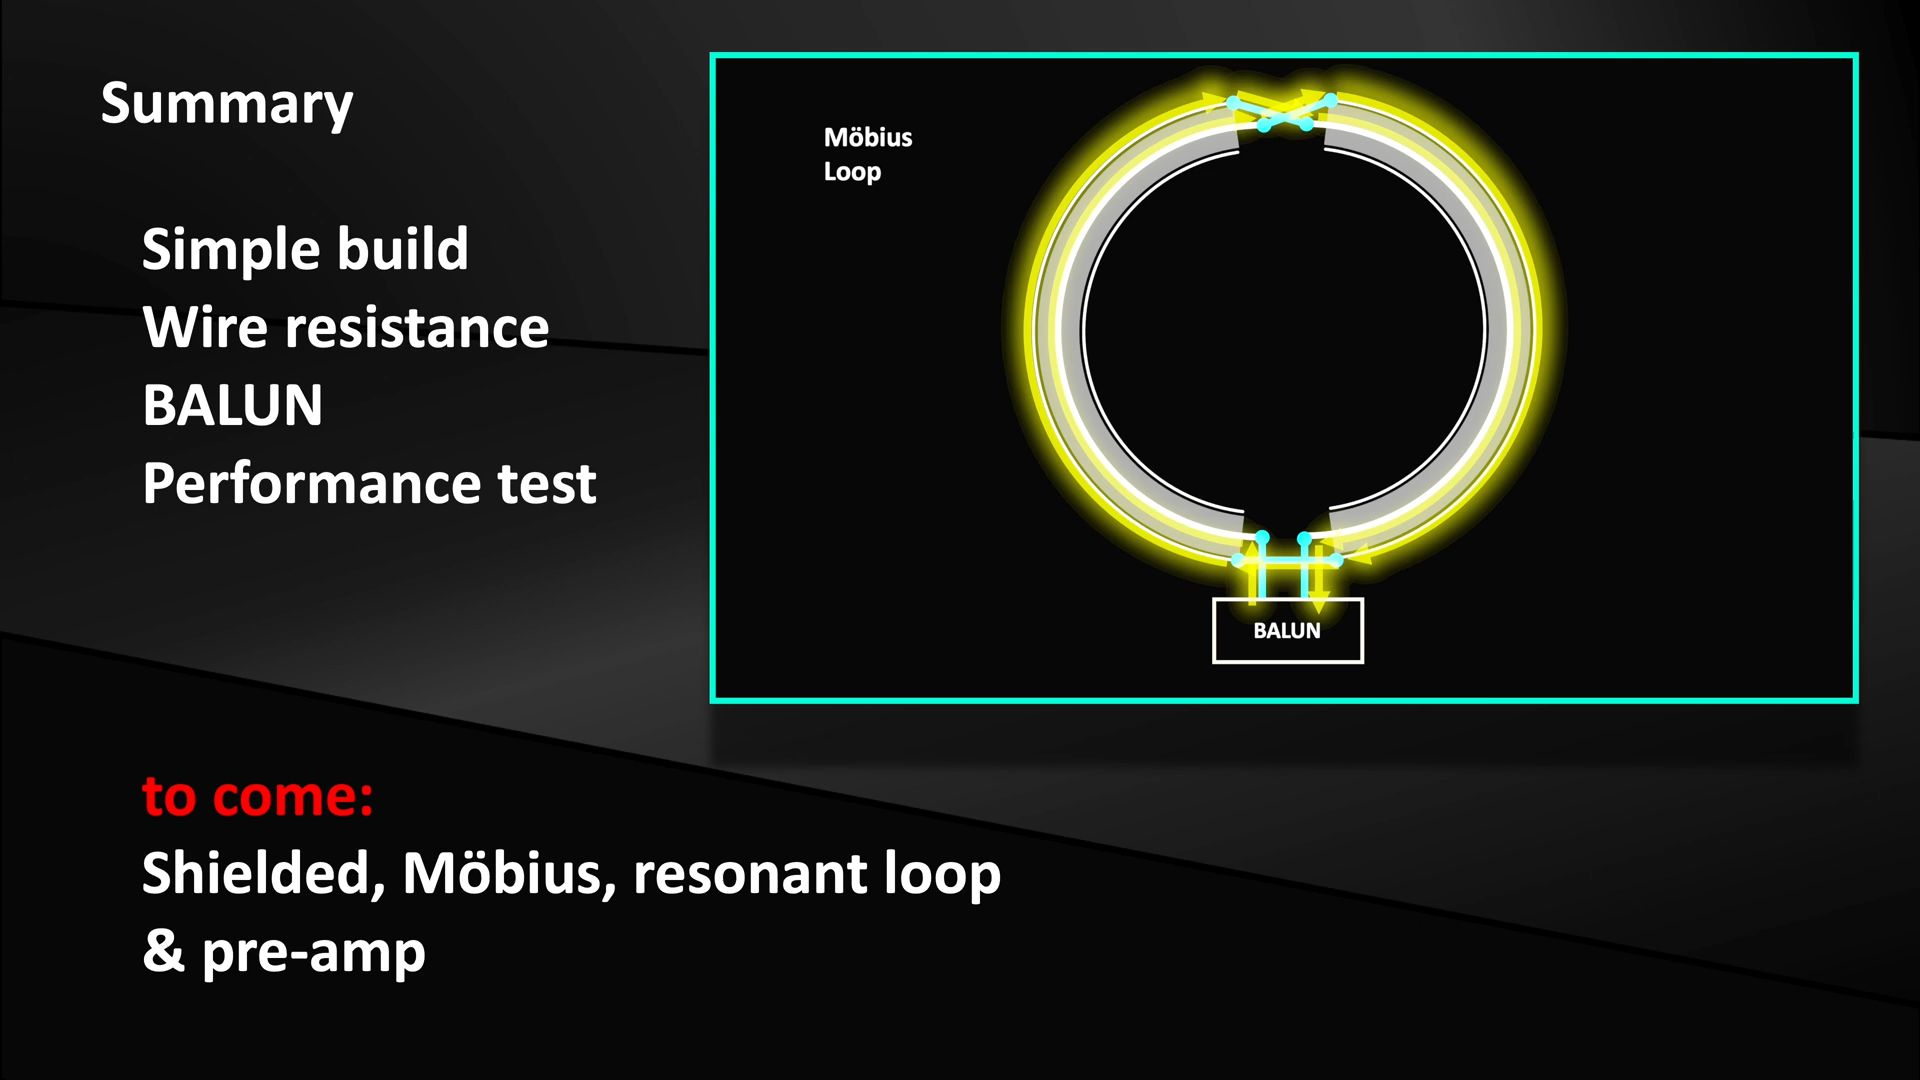 Summary
Simple build
Wire resistance
BALUN
Performance test
Möbius
Loop
BALUN
to come:
Shielded, Möbius, resonant loop
& pre-amp